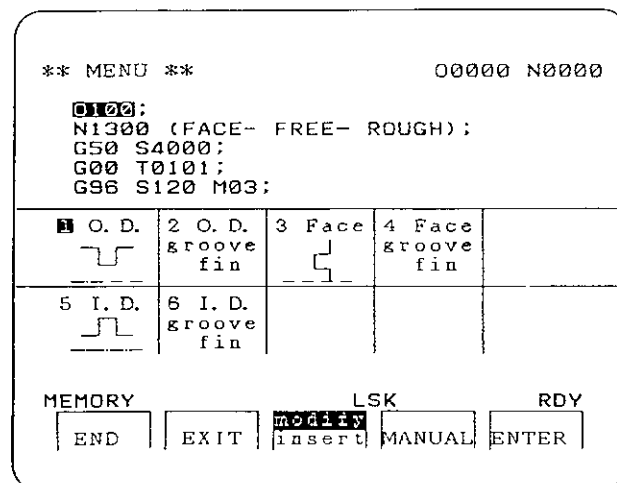 ** MENU ** O0000 N0000
O100;
N1300 (FACE- FREE- ROUGH);
G50 S4000;
G00 T0101;
G96 S120 M03;
1 O. D. 2 O. D. 3 Face 4 Face
groove groove
fin fin
5 I. D. 6 I. D.
groove
fin
MEMORY LSK RDY
modify
END EXIT insert MANUAL ENTER